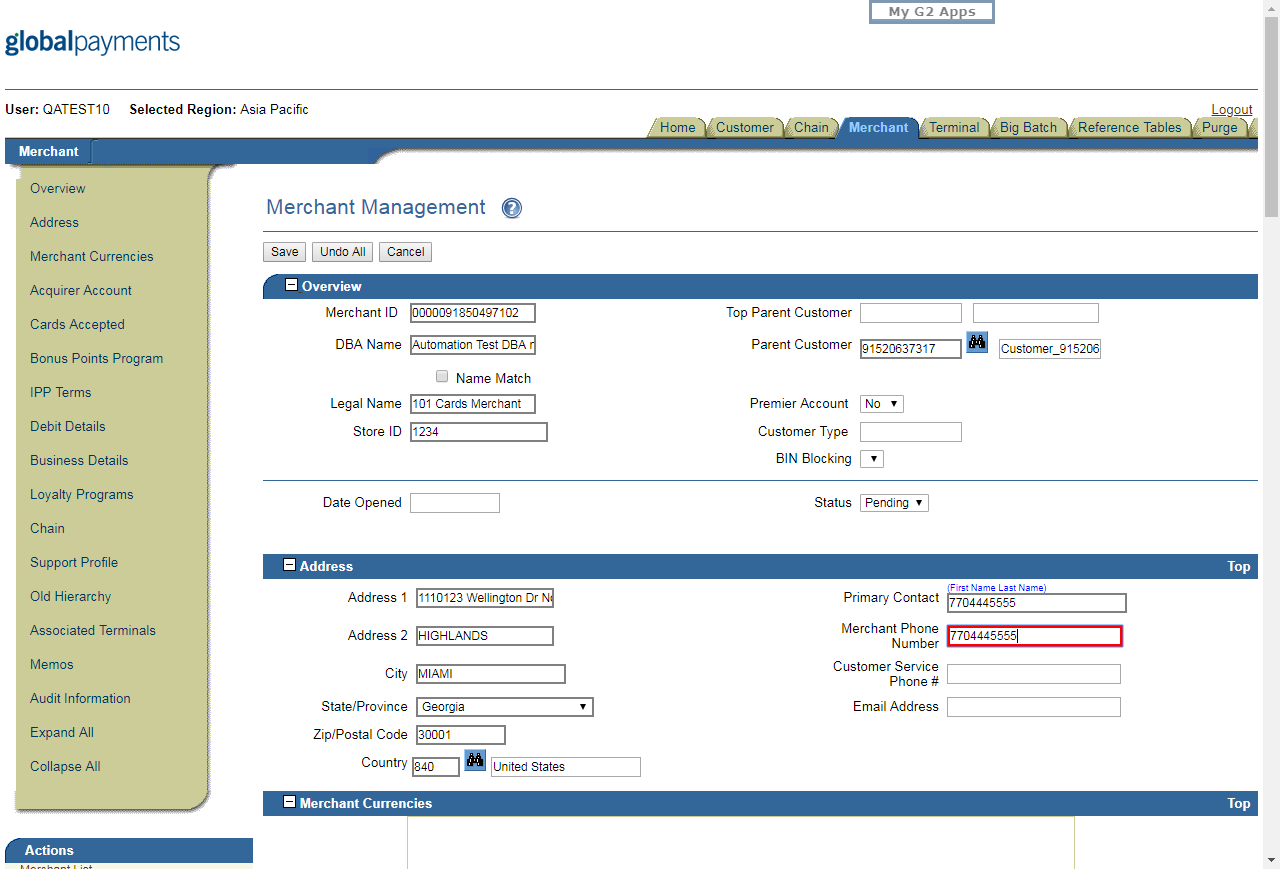 My G2 Apps
globalpayments
User: QATEST10 Selected Region: Asia Pacific
Logout
Home Customer Chain Merchant Terminal Big Batch Reference Tables Purge
Merchant
Overview
Address
Merchant Currencies
Acquirer Account
Cards Accepted
Bonus Points Program
IPP Terms
Debit Details
Business Details
Loyalty Programs
Chain
Support Profile
Old Hierarchy
Associated Terminals
Memos
Audit Information
Expand All
Collapse All
Actions
Merchant List
Merchant Management ?
Save Undo All Cancel
Overview
Merchant ID 0000091850497102 Top Parent Customer
DBA Name Automation Test DBA Parent Customer 91520637317 Customer_915206
Name Match
Legal Name 101 Cards Merchant Premier Account No
Store ID 1234 Customer Type
BIN Blocking
Date Opened Status Pending
Address Top
(First Name Last Name)
Address 1 1110123 Wellington Dr Primary Contact 7704445555
Address 2 HIGHLANDS Merchant Phone Number 7704445555
City MIAMI Customer Service Phone #
State/Province Georgia Email Address
Zip/Postal Code 30001
Country 840 United States
Merchant Currencies Top